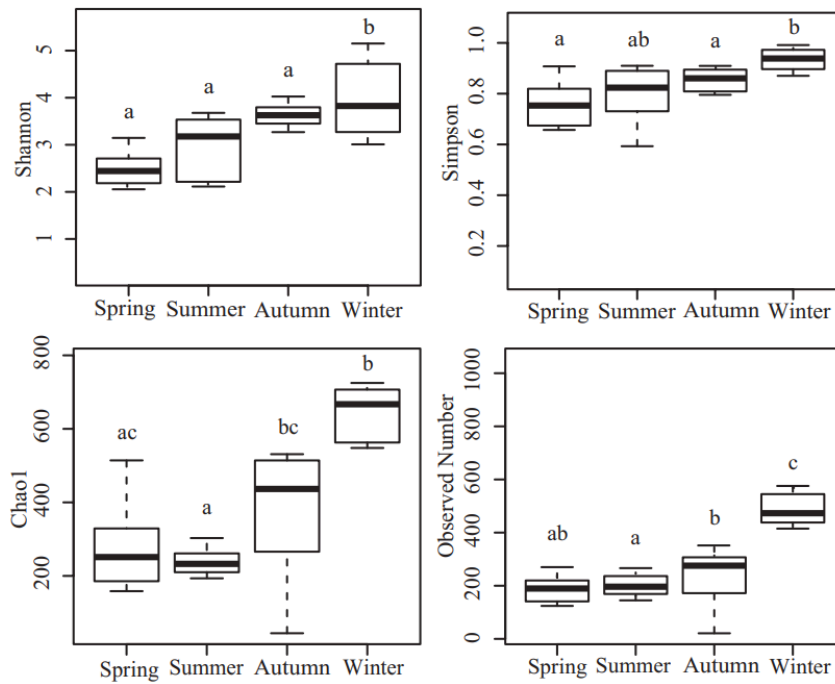 Shannon
5
4
3
2
1
a
a
a
b
Spring Summer Autumn Winter
Simpson
1.0
0.8
0.6
0.4
0.2
a
ab
a
b
Spring Summer Autumn Winter
Chao1
800
600
400
200
ac
a
bc
b
Spring Summer Autumn Winter
Observed Number
1000
800
600
400
200
0
ab
a
b
c
Spring Summer Autumn Winter